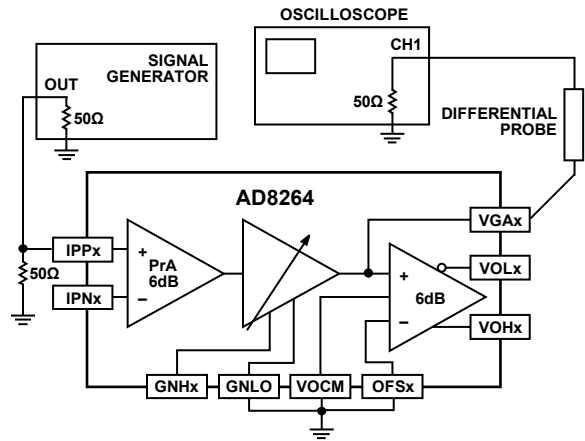 OSCILLOSCOPE
CH1
SIGNAL
GENERATOR
OUT
50Ω
50Ω
DIFFERENTIAL
PROBE
AD8264
VGAx
IPPx
+
PrA
6dB
–
50Ω
IPNx
+
6dB
–
VOLx
VOHx
GNHx
GNLO
VOCM
OFSx